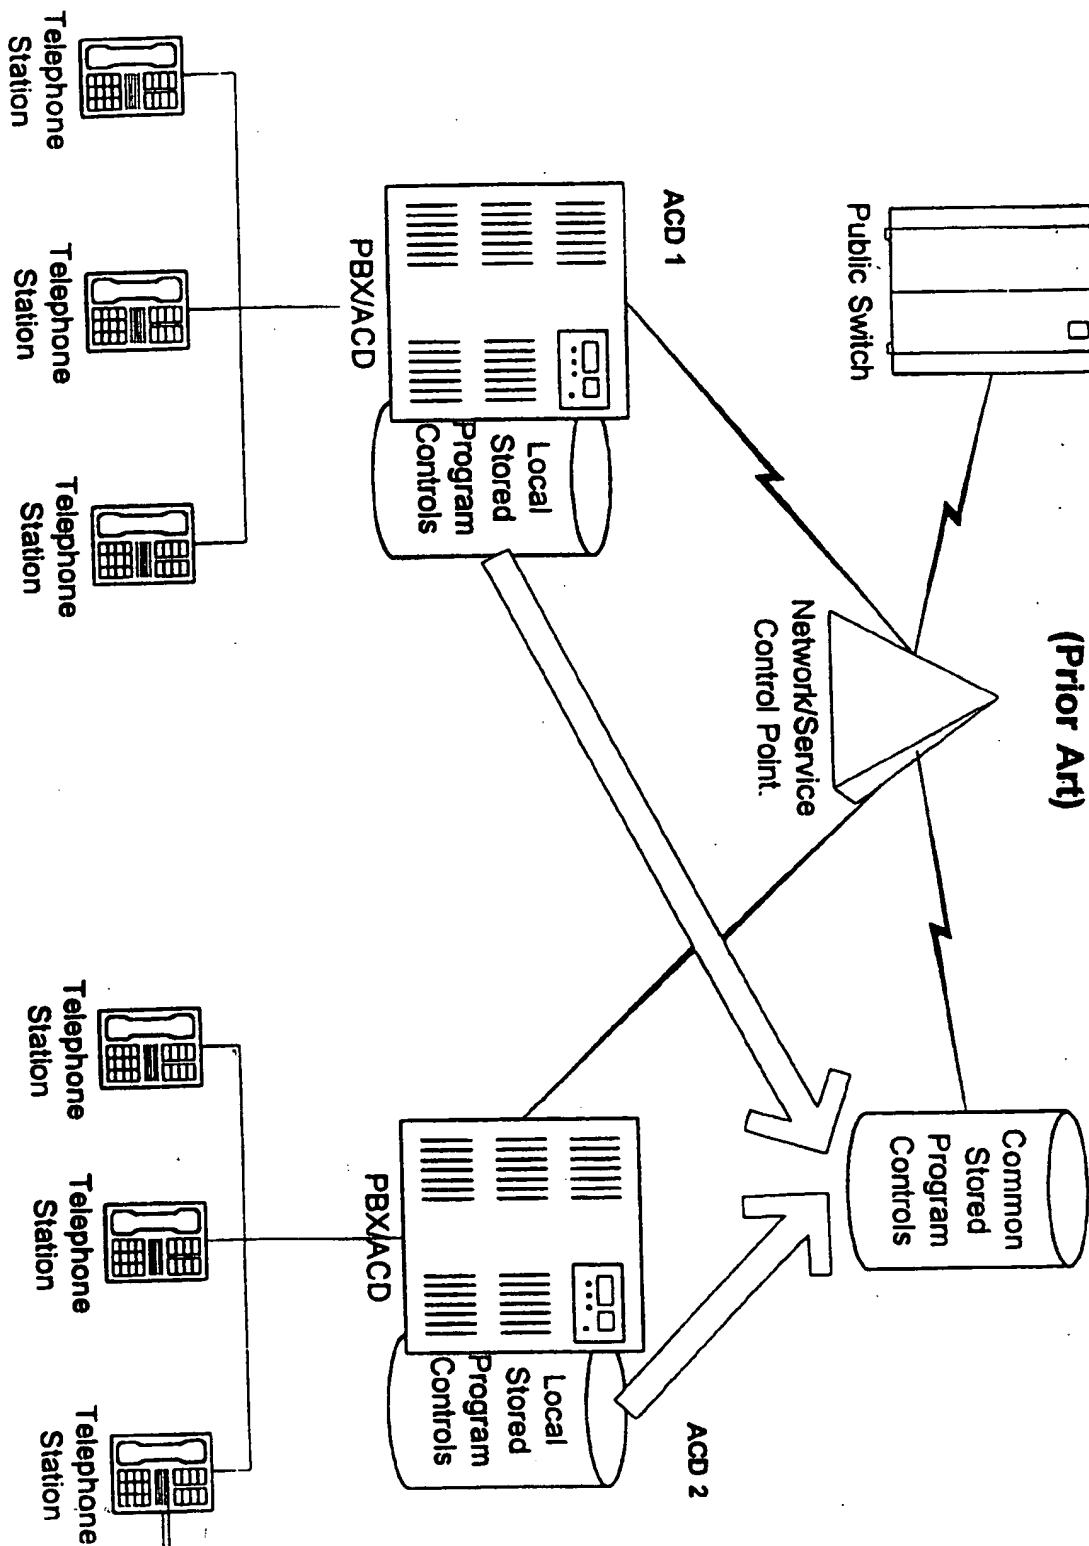 (Prior Art)
Public Switch
Network/Service
Control Point.
Common
Stored
Program
Controls
ACD 1
Local
Stored
Program
Controls
PBX/ACD
ACD 2
Local
Stored
Program
Controls
PBX/ACD
Telephone
Station
Telephone
Station
Telephone
Station
Telephone
Station
Telephone
Station
Telephone
Station